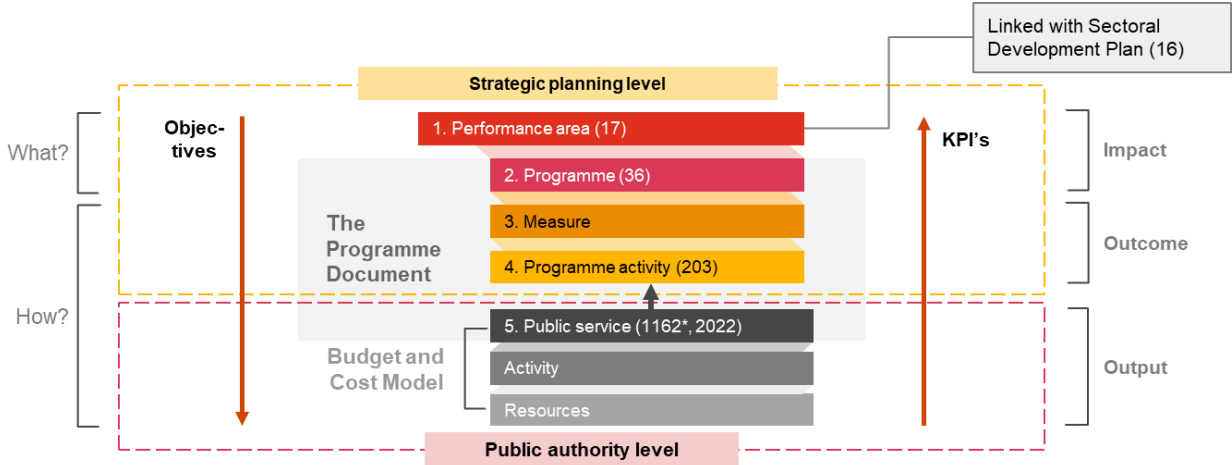 Linked with Sectoral
Development Plan (16)
Strategic planning level
What?
Objec-
tives
1. Performance area (17)
KPI's
Impact
2. Programme (36)
The
Programme
Document
3. Measure
4. Programme activity (203)
Outcome
How?
5. Public service (1162*, 2022)
Budget and
Cost Model
Activity
Resources
Output
Public authority level